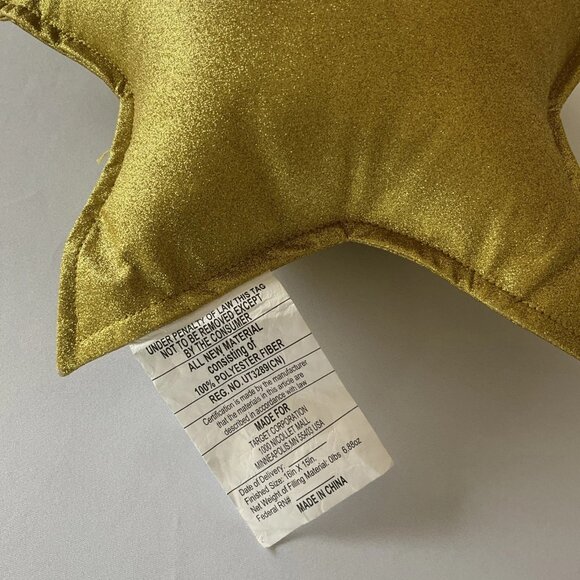 UNDER PENALTY OF LAW THIS TAG
NOT TO BE REMOVED EXCEPT
BY THE CONSUMER
ALL NEW MATERIAL
consisting of
100% POLYESTER FIBER
REG. NO. UT3289(CN)
Certification is made by the manufacturer that
the materials in this article are
described in accordance with law
MADE FOR
TARGET CORPORATION
1000 NICOLLET MALL
MINNEAPOLIS MN 55403 USA
Date of Delivery:
Finished Size: 16in X 15in.
Net Weight of Filling Material: 0lbs 6.88oz
Federal RN#
MADE IN CHINA